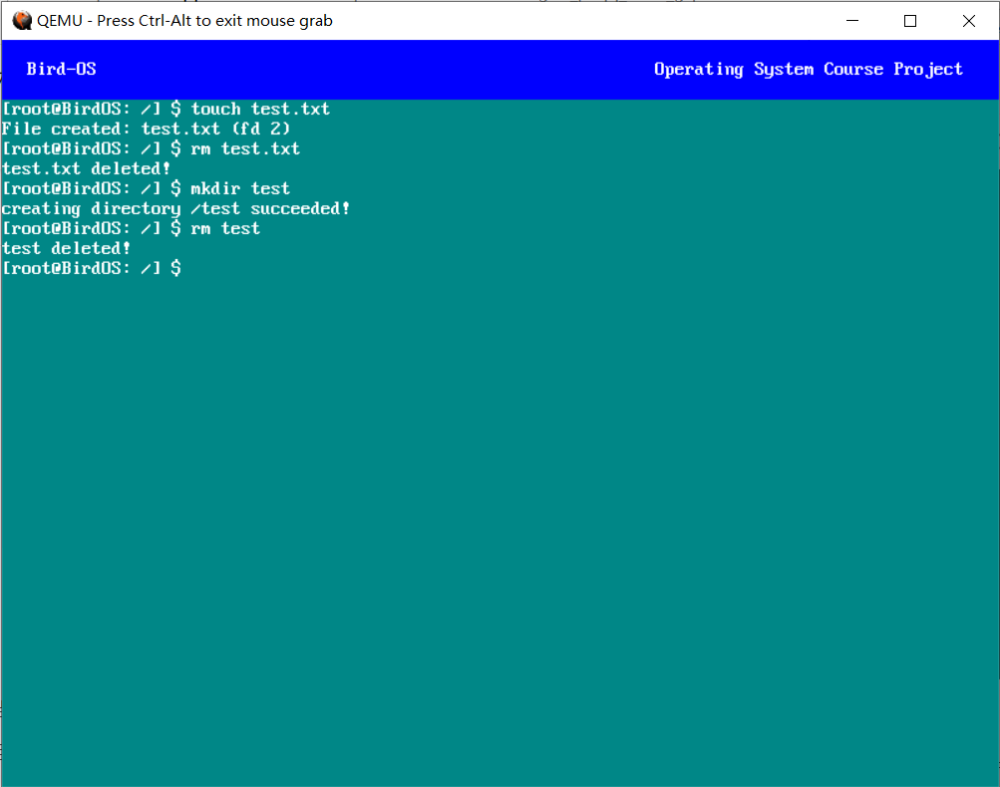 QEMU - Press Ctrl-Alt to exit mouse grab
Bird-OS
Operating System Course Project
[root@BirdOS: /] $ touch test.txt
File created: test.txt (fd 2)
[root@BirdOS: /] $ rm test.txt
test.txt deleted!
[root@BirdOS: /] $ mkdir test
creating directory /test succeeded!
[root@BirdOS: /] $ rm test
test deleted!
[root@BirdOS: /] $